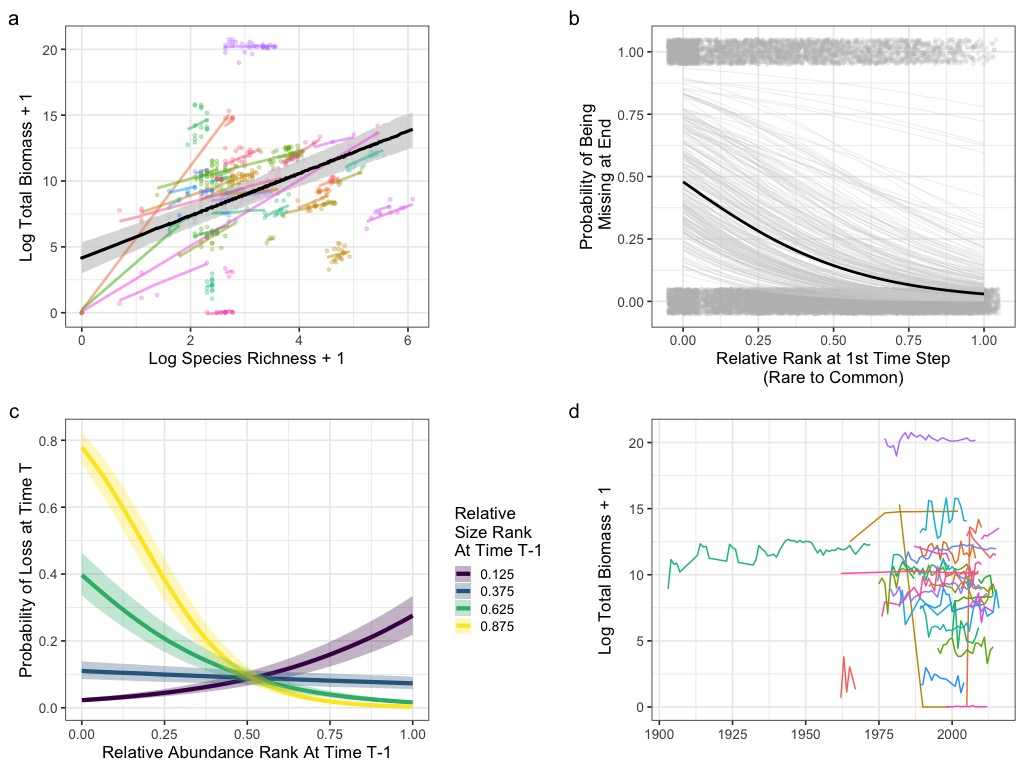 a
20
15
10
5
0
Log Total Biomass + 1
0
2
4
6
Log Species Richness + 1
b
1.00
0.75
0.50
0.25
0.00
Probability of Being
Missing at End
0.00
0.25
0.50
0.75
1.00
Relative Rank at 1st Time Step
(Rare to Common)
c
0.8
0.6
0.4
0.2
0.0
Probability of Loss at Time T
0.00
0.25
0.50
0.75
1.00
Relative Abundance Rank At Time T-1
Relative
Size Rank
At Time T-1
0.125
0.375
0.625
0.875
d
20
15
10
5
0
Log Total Biomass + 1
1900
1925
1950
1975
2000